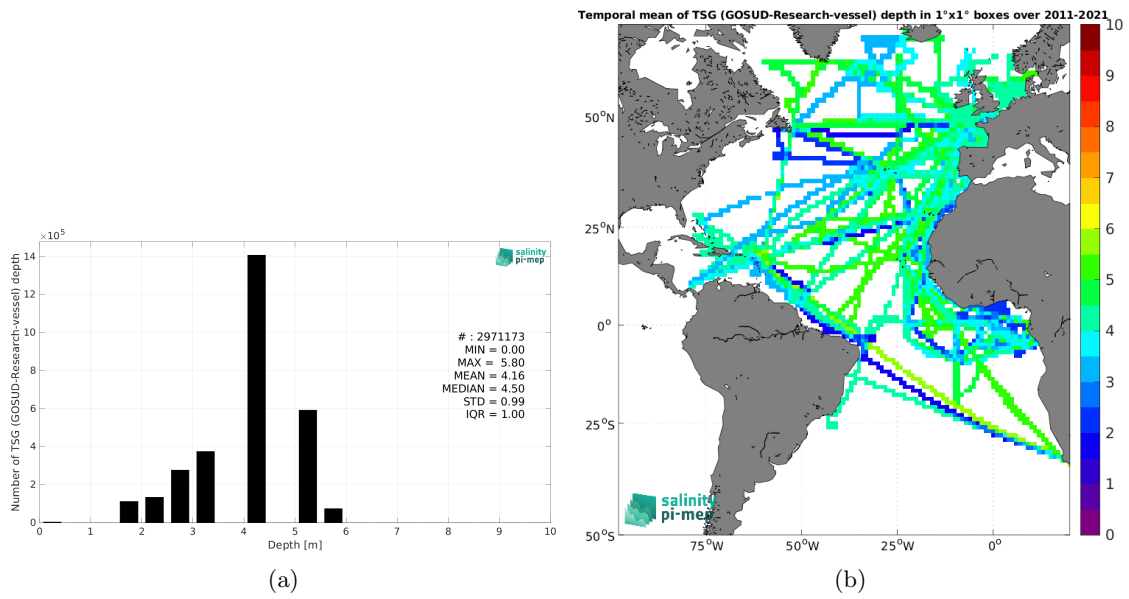 ×10⁵
14
12
10
8
6
4
2
0
0 1 2 3 4 5 6 7 8 9 10
Number of TSG (GOSUD-Research-vessel) depth
Depth [m]
salinity
pi-mep
# : 2971173
MIN = 0.00
MAX = 5.80
MEAN = 4.16
MEDIAN = 4.50
STD = 0.99
IQR = 1.00
(a)
Temporal mean of TSG (GOSUD-Research-vessel) depth in 1°x1° boxes over 2011-2021
50°N
25°N
0°
25°S
50°S
75°W 50°W 25°W 0°
salinity
pi-mep
10
9
8
7
6
5
4
3
2
1
0
(b)